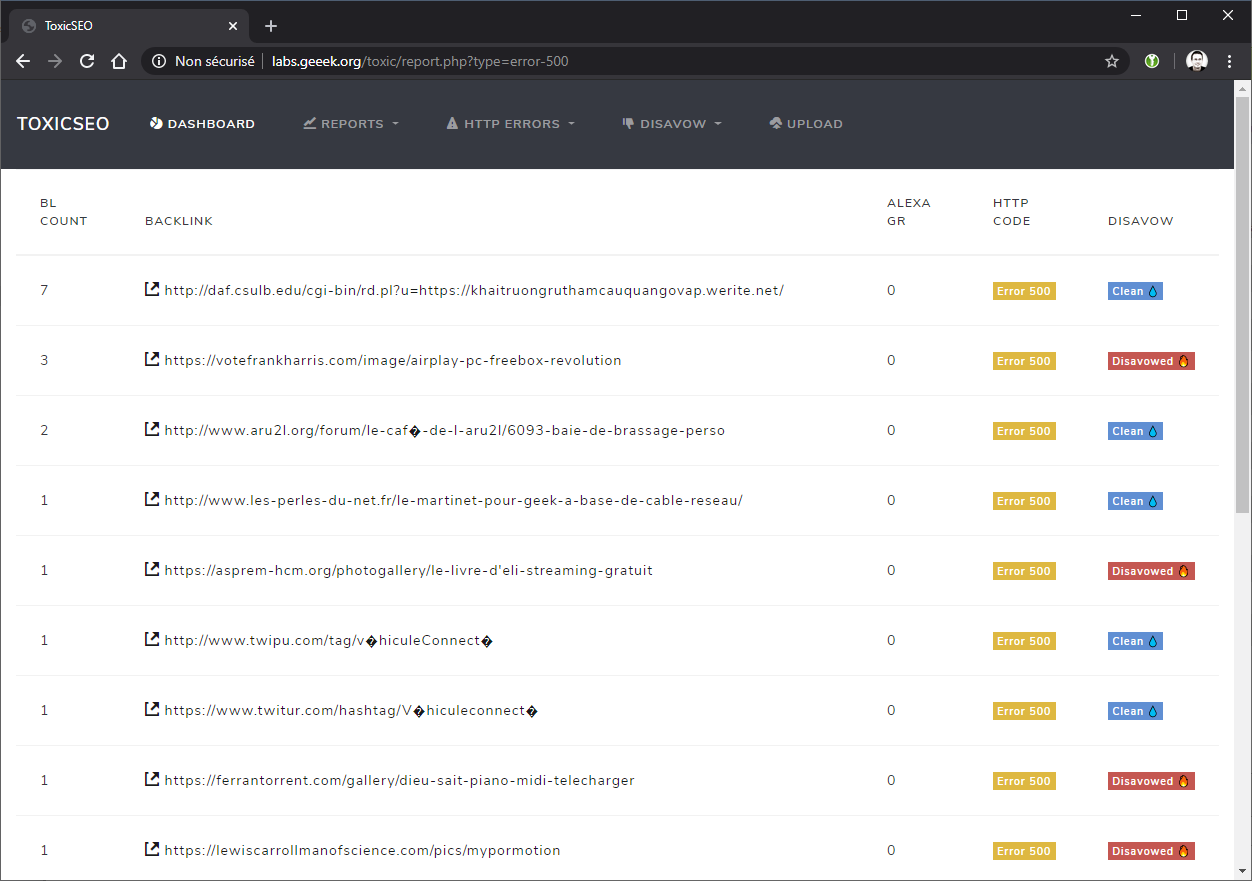 ToxicSEO
Non sécurisé labs.geeek.org/toxic/report.php?type=error-500
TOXICSEO DASHBOARD REPORTS HTTP ERRORS DISAVOW UPLOAD
BL COUNT BACKLINK ALEXA GR HTTP CODE DISAVOW
7 http://daf.csulb.edu/cgi-bin/rd.pl?u=https://khaitruongruthamcauquangovap.werite.net/ 0 Error 500 Clean
3 https://votefrankharris.com/image/airplay-pc-freebox-revolution 0 Error 500 Disavowed
2 http://www.aru2l.org/forum/le-caf�-de-l-aru2l/6093-baie-de-brassage-perso 0 Error 500 Clean
1 http://www.les-perles-du-net.fr/le-martinet-pour-geek-a-base-de-cable-reseau/ 0 Error 500 Clean
1 https://asprem-hcm.org/photogallery/le-livre-d'eli-streaming-gratuit 0 Error 500 Disavowed
1 http://www.twipu.com/tag/v�hiculeConnect� 0 Error 500 Clean
1 https://www.twitur.com/hashtag/V�hiculeconnect� 0 Error 500 Clean
1 https://ferrantorrent.com/gallery/dieu-sait-piano-midi-telecharger 0 Error 500 Disavowed
1 https://lewiscarrollmanofscience.com/pics/mypormotion 0 Error 500 Disavowed